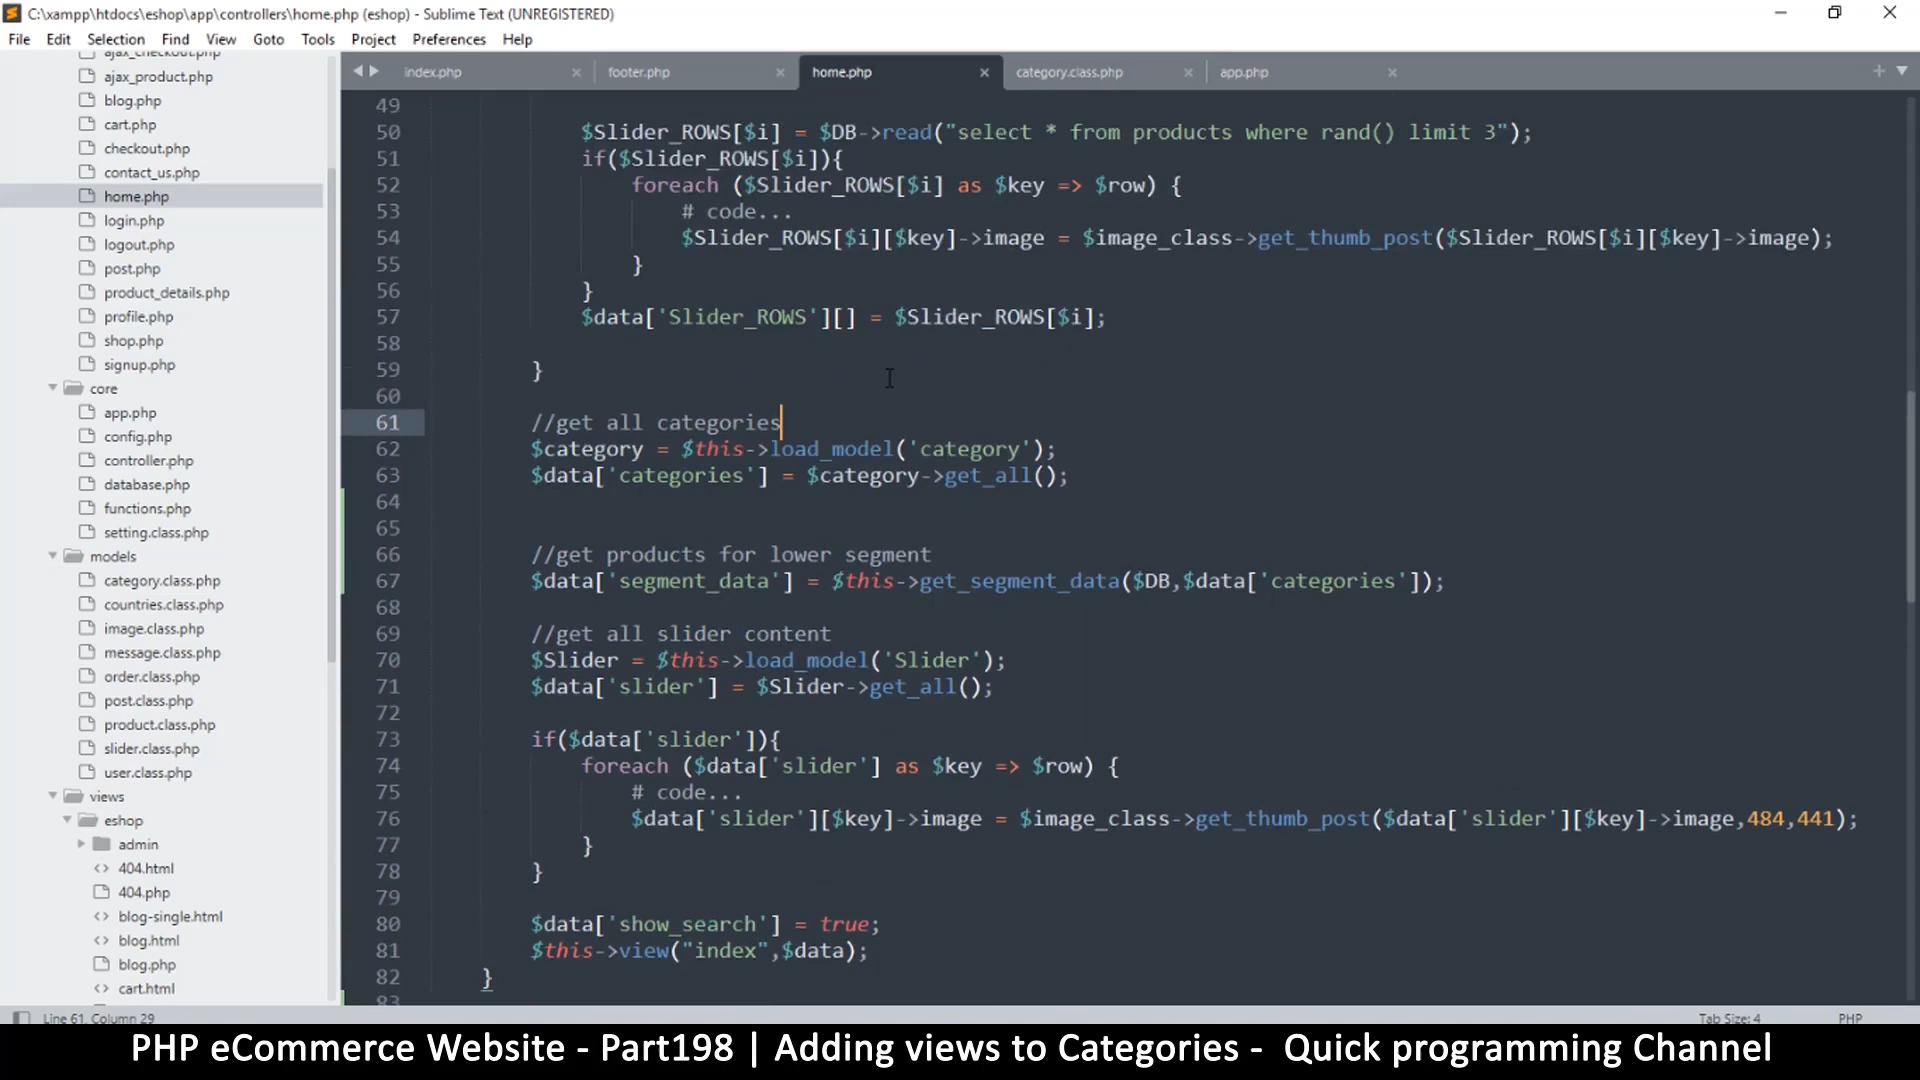 C:\xampp\htdocs\eshop\app\controllers\home.php (eshop) - Sublime Text (UNREGISTERED)
File Edit Selection Find View Goto Tools Project Preferences Help
ajax_checkout.php
ajax_product.php
blog.php
cart.php
checkout.php
contact_us.php
home.php
login.php
logout.php
post.php
product_details.php
profile.php
shop.php
signup.php
core
app.php
config.php
controller.php
database.php
functions.php
setting.class.php
models
category.class.php
countries.class.php
image.class.php
message.class.php
order.class.php
post.class.php
product.class.php
slider.class.php
user.class.php
views
eshop
admin
404.html
404.php
blog-single.html
blog.html
blog.php
cart.html
index.php footer.php home.php category.class.php app.php
49
50 $Slider_ROWS[$i] = $DB->read("select * from products where rand() limit 3");
51 if($Slider_ROWS[$i]){
52 foreach ($Slider_ROWS[$i] as $key => $row) {
53 # code...
54 $Slider_ROWS[$i][$key]->image = $image_class->get_thumb_post($Slider_ROWS[$i][$key]->image);
55 }
56 }
57 $data['Slider_ROWS'][] = $Slider_ROWS[$i];
58
59 }
60
61 //get all categories
62 $category = $this->load_model('category');
63 $data['categories'] = $category->get_all();
64
65
66 //get products for lower segment
67 $data['segment_data'] = $this->get_segment_data($DB,$data['categories']);
68
69 //get all slider content
70 $Slider = $this->load_model('Slider');
71 $data['slider'] = $Slider->get_all();
72
73 if($data['slider']){
74 foreach ($data['slider'] as $key => $row) {
75 # code...
76 $data['slider'][$key]->image = $image_class->get_thumb_post($data['slider'][$key]->image,484,441);
77 }
78 }
79
80 $data['show_search'] = true;
81 $this->view("index",$data);
82 }
83
Line 61, Column 29 Tab Size: 4 PHP
PHP eCommerce Website - Part198 | Adding views to Categories - Quick programming Channel